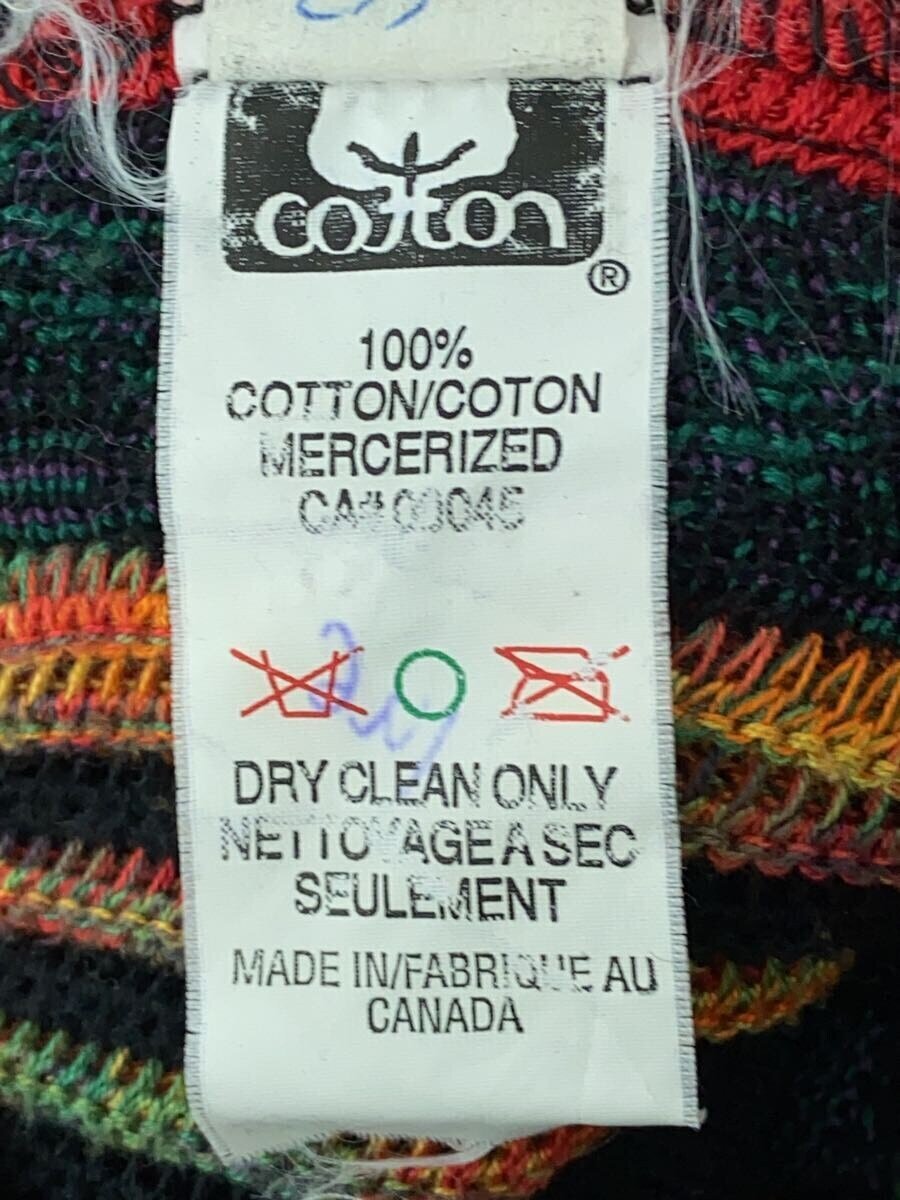 cotton
®
100%
COTTON/COTON
MERCERIZED
CA# 00045
DRY CLEAN ONLY
NETTOYAGE A SEC
SEULEMENT
MADE IN/FABRIQUE AU
CANADA